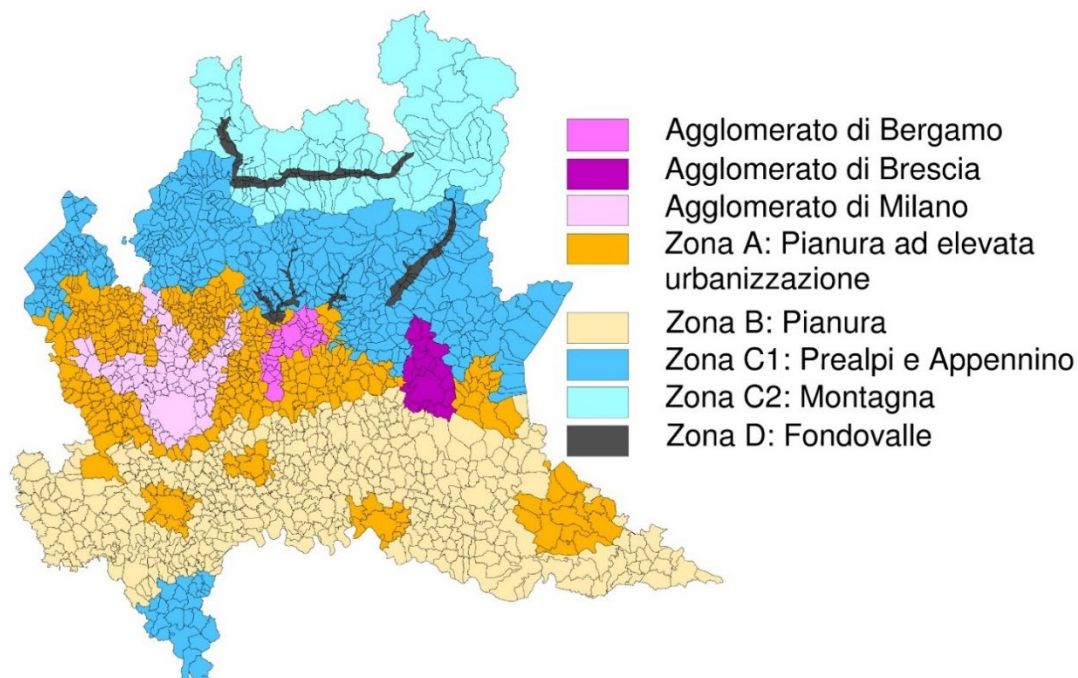 Agglomerato di Bergamo
Agglomerato di Brescia
Agglomerato di Milano
Zona A: Pianura ad elevata
urbanizzazione
Zona B: Pianura
Zona C1: Prealpi e Appennino
Zona C2: Montagna
Zona D: Fondovalle